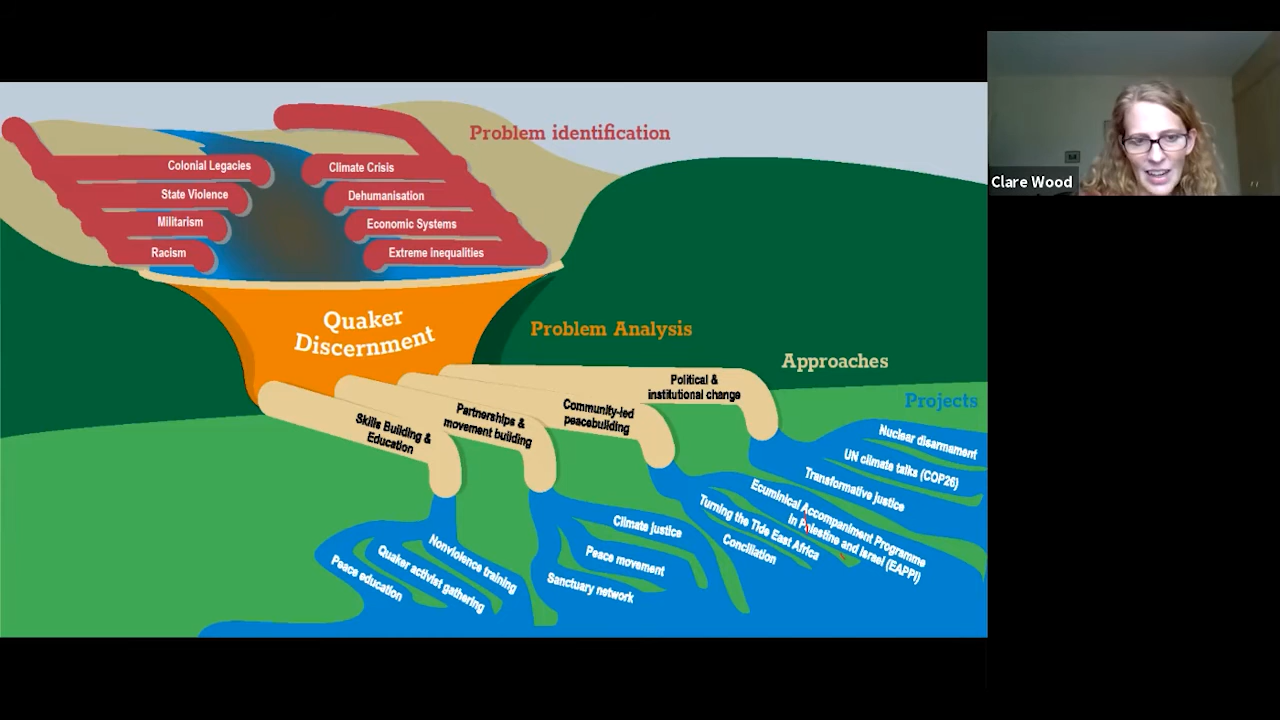 Problem identification
Colonial Legacies
State Violence
Militarism
Racism
Climate Crisis
Dehumanisation
Economic Systems
Extreme inequalities
Quaker
Discernment
Problem Analysis
Approaches
Projects
Skills Building &
Education
Partnerships &
movement building
Community-led
peacebuilding
Political &
institutional change
Peace education
Quaker activist gathering
Nonviolence training
Climate justice
Peace movement
Sanctuary network
Ecuminical Accompaniment Programme
in Palestine and Israel (EAPPI)
Turning the Tide East Africa
Conciliation
Nuclear disarmament
UN climate talks (COP26)
Transformative justice
Clare Wood